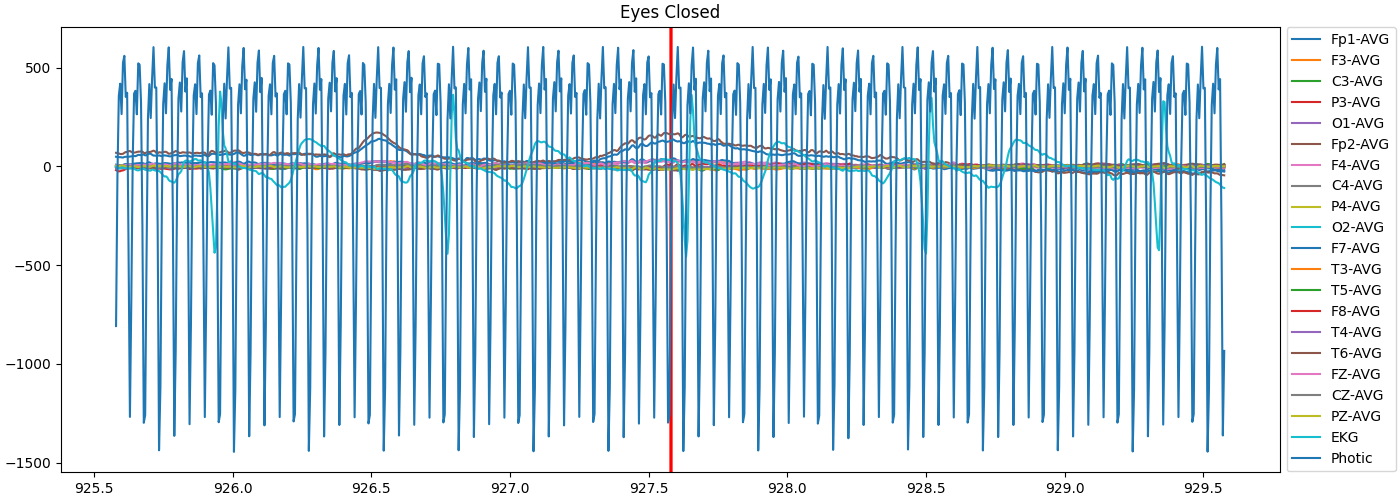 Eyes Closed
500
0
−500
−1000
−1500
925.5 926.0 926.5 927.0 927.5 928.0 928.5 929.0 929.5
Fp1-AVG
F3-AVG
C3-AVG
P3-AVG
O1-AVG
Fp2-AVG
F4-AVG
C4-AVG
P4-AVG
O2-AVG
F7-AVG
T3-AVG
T5-AVG
F8-AVG
T4-AVG
T6-AVG
FZ-AVG
CZ-AVG
PZ-AVG
EKG
Photic